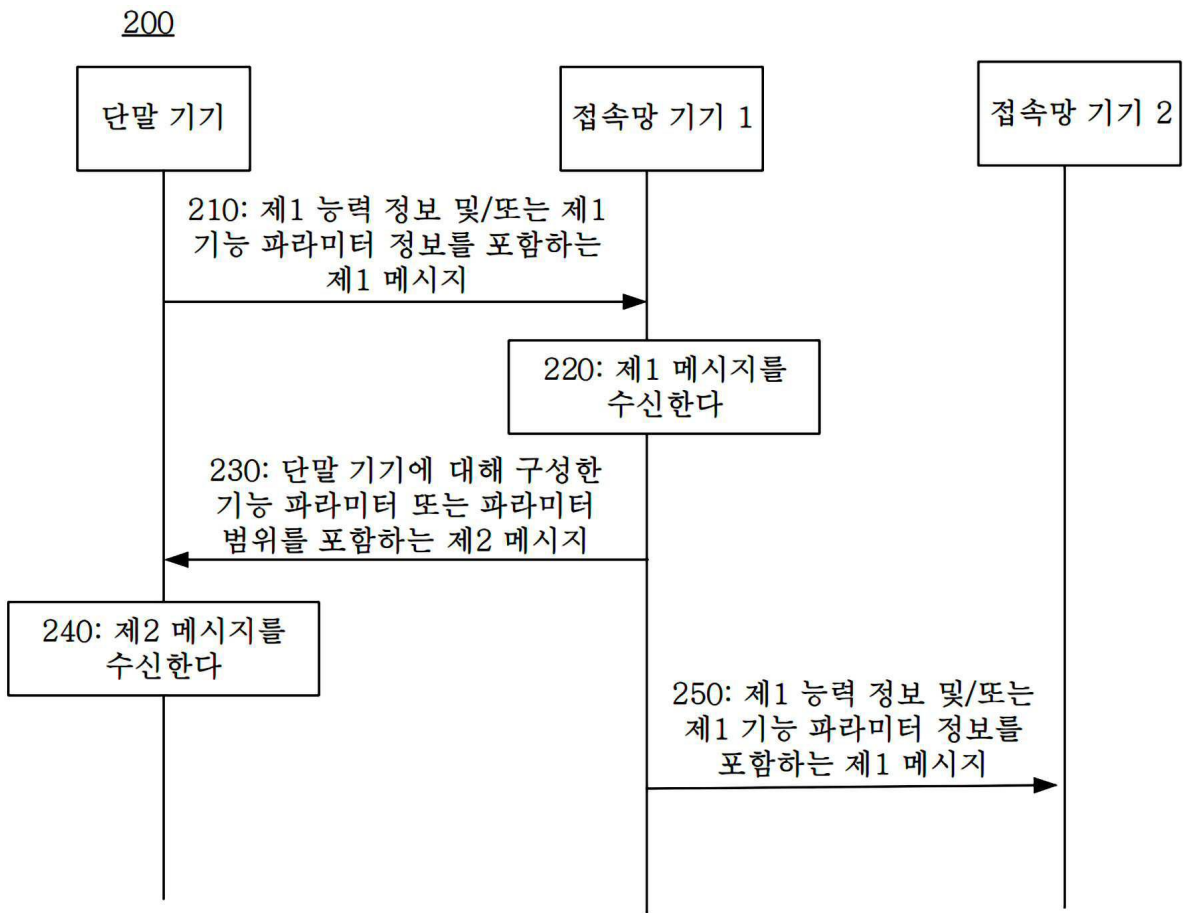 200
단말 기기
접속망 기기 1
접속망 기기 2
210: 제1 능력 정보 및/또는 제1
기능 파라미터 정보를 포함하는
제1 메시지
220: 제1 메시지를
수신한다
230: 단말 기기에 대해 구성한
기능 파라미터 또는 파라미터
범위를 포함하는 제2 메시지
240: 제2 메시지를
수신한다
250: 제1 능력 정보 및/또는
제1 기능 파라미터 정보를
포함하는 제1 메시지